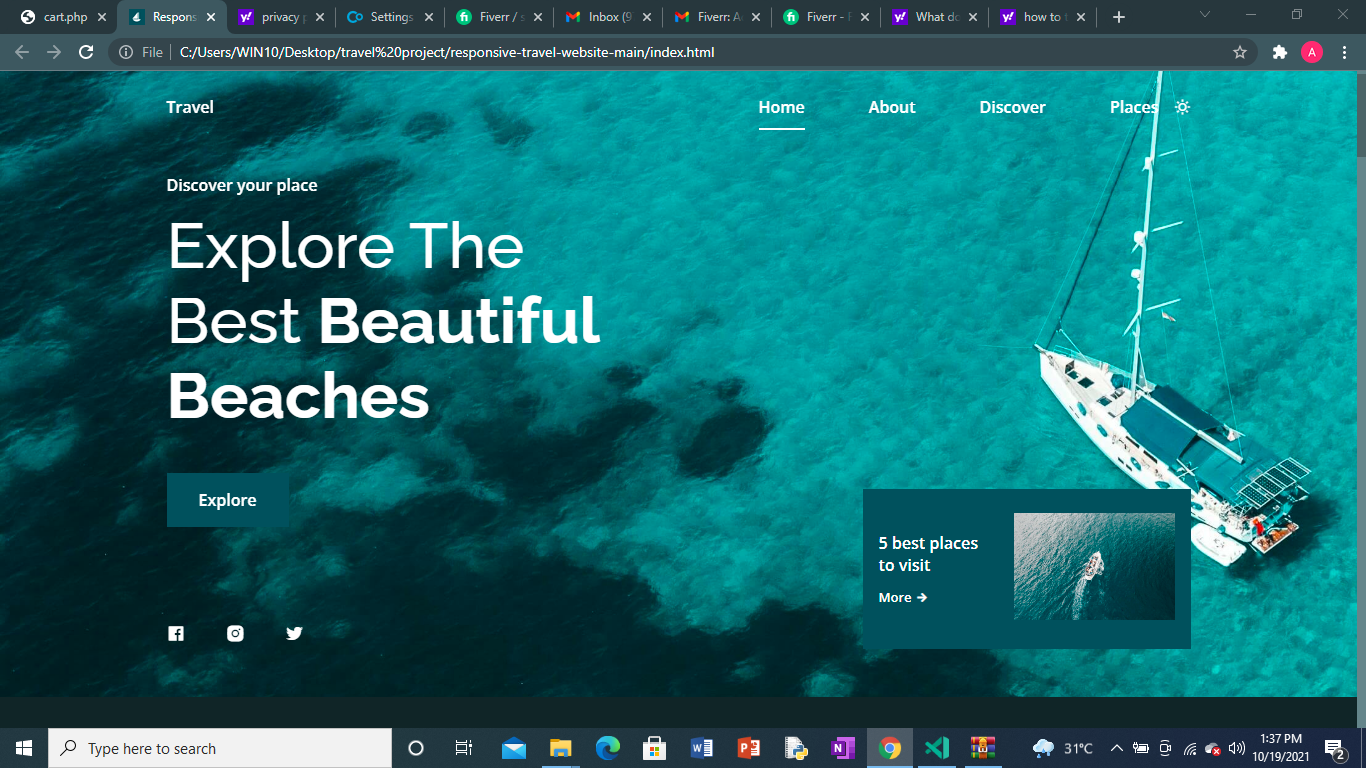 cart.php
Respons
privacy p
Settings
Fiverr / s
Inbox (9
Fiverr: A
Fiverr - F
What do
how to t
File
C:/Users/WIN10/Desktop/travel%20project/responsive-travel-website-main/index.html
A
Travel
Home
About
Discover
Places
Discover your place
Explore The
Best Beautiful
Beaches
Explore
5 best places
to visit
More →
Type here to search
31°C
1:37 PM
10/19/2021
2